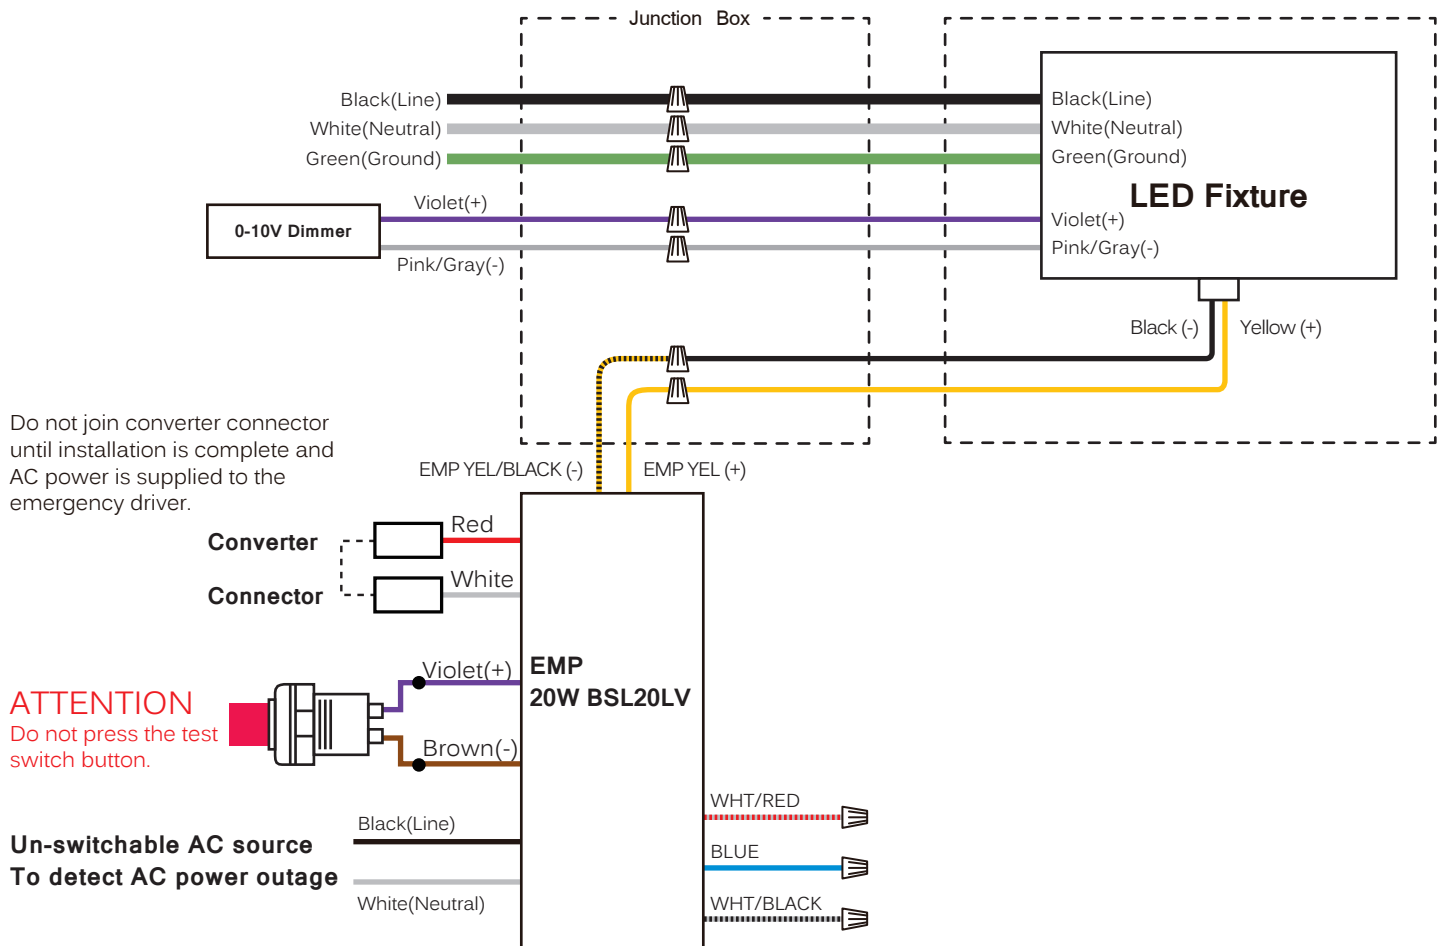 Junction Box
Black(Line)
White(Neutral)
Green(Ground)
Black(Line)
White(Neutral)
Green(Ground)
LED Fixture
0-10V Dimmer
Violet(+)
Pink/Gray(-)
Violet(+)
Pink/Gray(-)
Black (-)
Yellow (+)
Do not join converter connector
until installation is complete and
AC power is supplied to the
emergency driver.
EMP YEL/BLACK (-)
EMP YEL (+)
Converter
Red
Connector
White
EMP
20W BSL20LV
ATTENTION
Do not press the test
switch button.
Violet(+)
Brown(-)
Un-switchable AC source
To detect AC power outage
Black(Line)
White(Neutral)
WHT/RED
BLUE
WHT/BLACK